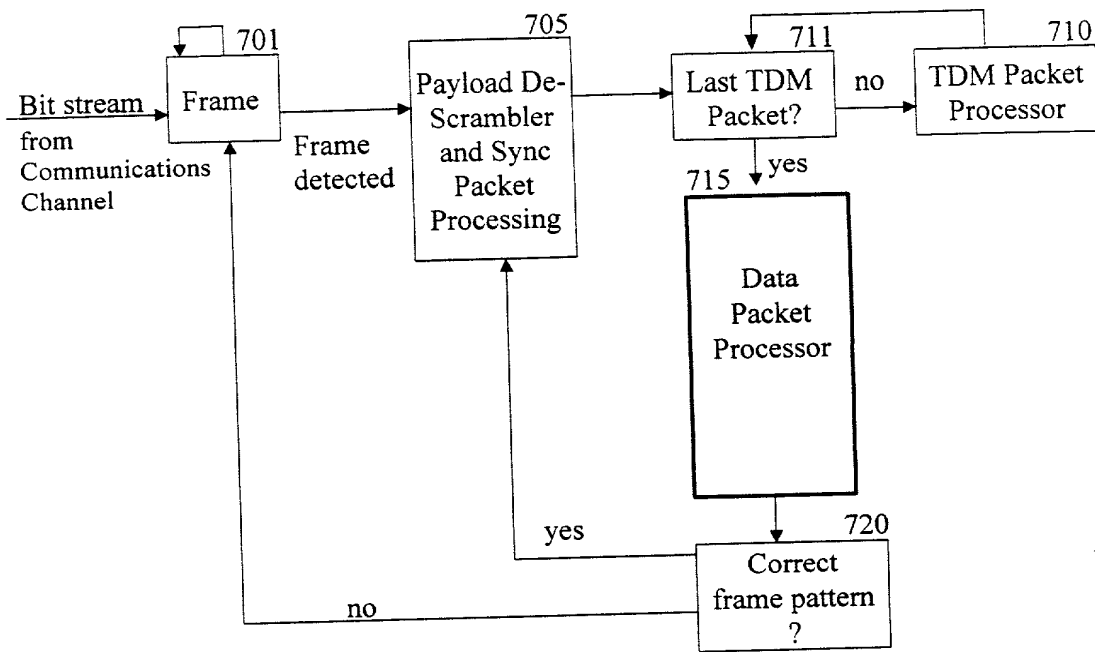 701
Frame
Bit stream
from
Communications
Channel
Frame
detected
705
Payload De-
Scrambler
and Sync
Packet
Processing
711
Last TDM
Packet?
no
710
TDM Packet
Processor
yes
715
Data
Packet
Processor
720
Correct
frame pattern
?
yes
no